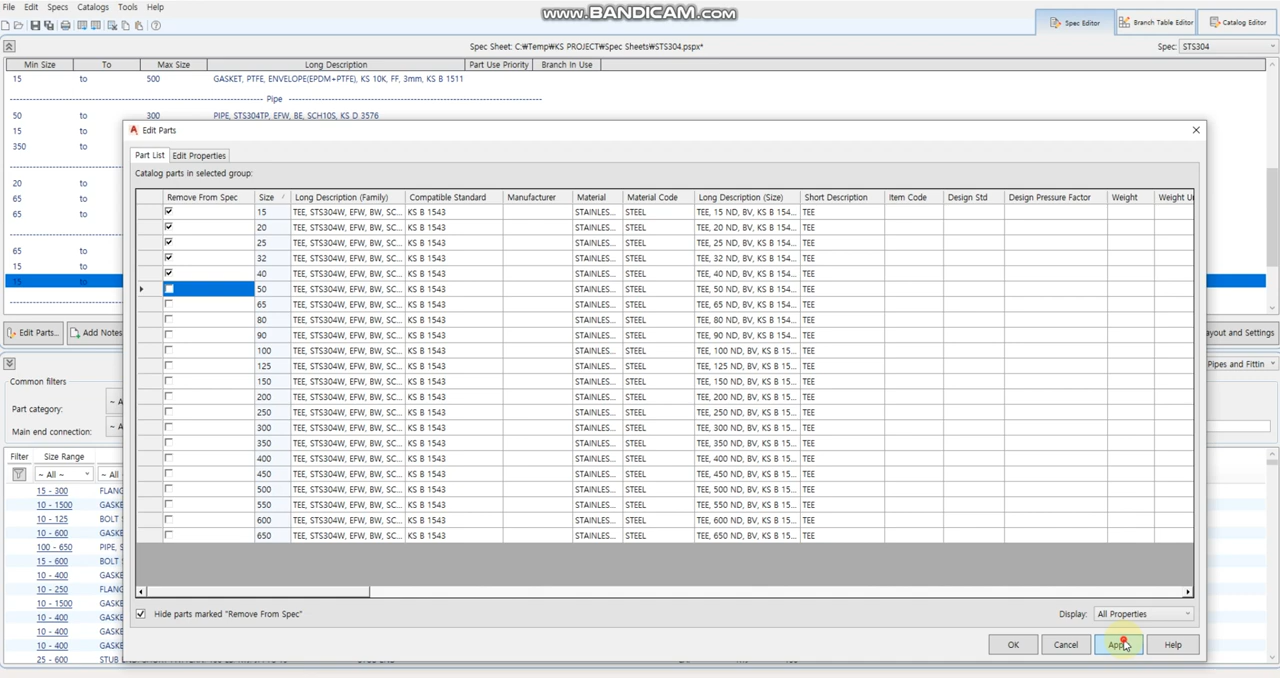 www.BANDICAM.com
File Edit Specs Catalogs Tools Help
Spec Editor Branch Table Editor Catalog Editor
Spec Sheet: C:₩Temp₩KS PROJECT₩Spec Sheets₩STS304.pspx*
Spec: STS304
Min Size To Max Size Long Description Part Use Priority Branch In Use
15 to 500 GASKET, PTFE, ENVELOPE(EPDM+PTFE), KS 10K, FF, 3mm, KS B 1511
Pipe
50 to 300 PIPE, STS304TP, EFW, BE, SCH10S, KS D 3576
15 to
350 to
20 to
65 to
65 to
65 to
15 to
15 to
Edit Parts... Add Notes
Layout and Settings
Common filters
Part category: ~ A
Main end connection: ~ A
Pipes and Fittin
Filter Size Range
~ All ~ ~ All
15 - 300 FLANG
10 - 1500 GASKE
10 - 125 BOLT S
10 - 600 GASKE
100 - 650 PIPE, S
15 - 600 BOLT S
10 - 400 GASKE
10 - 250 FLANG
10 - 1500 GASKE
10 - 400 GASKE
10 - 400 GASKE
10 - 400 GASKE
Edit Parts
Part List Edit Properties
Catalog parts in selected group:
Remove From Spec Size Long Description (Family) Compatible Standard Manufacturer Material Material Code Long Description (Size) Short Description Item Code Design Std Design Pressure Factor Weight Weight Un
15 TEE, STS304W, EFW, BW, SC... KS B 1543 STAINLES... STEEL TEE, 15 ND, BV, KS B 154... TEE
20 TEE, STS304W, EFW, BW, SC... KS B 1543 STAINLES... STEEL TEE, 20 ND, BV, KS B 154... TEE
25 TEE, STS304W, EFW, BW, SC... KS B 1543 STAINLES... STEEL TEE, 25 ND, BV, KS B 154... TEE
32 TEE, STS304W, EFW, BW, SC... KS B 1543 STAINLES... STEEL TEE, 32 ND, BV, KS B 154... TEE
40 TEE, STS304W, EFW, BW, SC... KS B 1543 STAINLES... STEEL TEE, 40 ND, BV, KS B 154... TEE
50 TEE, STS304W, EFW, BW, SC... KS B 1543 STAINLES... STEEL TEE, 50 ND, BV, KS B 154... TEE
65 TEE, STS304W, EFW, BW, SC... KS B 1543 STAINLES... STEEL TEE, 65 ND, BV, KS B 154... TEE
80 TEE, STS304W, EFW, BW, SC... KS B 1543 STAINLES... STEEL TEE, 80 ND, BV, KS B 154... TEE
90 TEE, STS304W, EFW, BW, SC... KS B 1543 STAINLES... STEEL TEE, 90 ND, BV, KS B 154... TEE
100 TEE, STS304W, EFW, BW, SC... KS B 1543 STAINLES... STEEL TEE, 100 ND, BV, KS B 15... TEE
125 TEE, STS304W, EFW, BW, SC... KS B 1543 STAINLES... STEEL TEE, 125 ND, BV, KS B 15... TEE
150 TEE, STS304W, EFW, BW, SC... KS B 1543 STAINLES... STEEL TEE, 150 ND, BV, KS B 15... TEE
200 TEE, STS304W, EFW, BW, SC... KS B 1543 STAINLES... STEEL TEE, 200 ND, BV, KS B 15... TEE
250 TEE, STS304W, EFW, BW, SC... KS B 1543 STAINLES... STEEL TEE, 250 ND, BV, KS B 15... TEE
300 TEE, STS304W, EFW, BW, SC... KS B 1543 STAINLES... STEEL TEE, 300 ND, BV, KS B 15... TEE
350 TEE, STS304W, EFW, BW, SC... KS B 1543 STAINLES... STEEL TEE, 350 ND, BV, KS B 15... TEE
400 TEE, STS304W, EFW, BW, SC... KS B 1543 STAINLES... STEEL TEE, 400 ND, BV, KS B 15... TEE
450 TEE, STS304W, EFW, BW, SC... KS B 1543 STAINLES... STEEL TEE, 450 ND, BV, KS B 15... TEE
500 TEE, STS304W, EFW, BW, SC... KS B 1543 STAINLES... STEEL TEE, 500 ND, BV, KS B 15... TEE
550 TEE, STS304W, EFW, BW, SC... KS B 1543 STAINLES... STEEL TEE, 550 ND, BV, KS B 15... TEE
600 TEE, STS304W, EFW, BW, SC... KS B 1543 STAINLES... STEEL TEE, 600 ND, BV, KS B 15... TEE
650 TEE, STS304W, EFW, BW, SC... KS B 1543 STAINLES... STEEL TEE, 650 ND, BV, KS B 15... TEE
Hide parts marked "Remove From Spec"
Display: All Properties
OK Cancel App Help